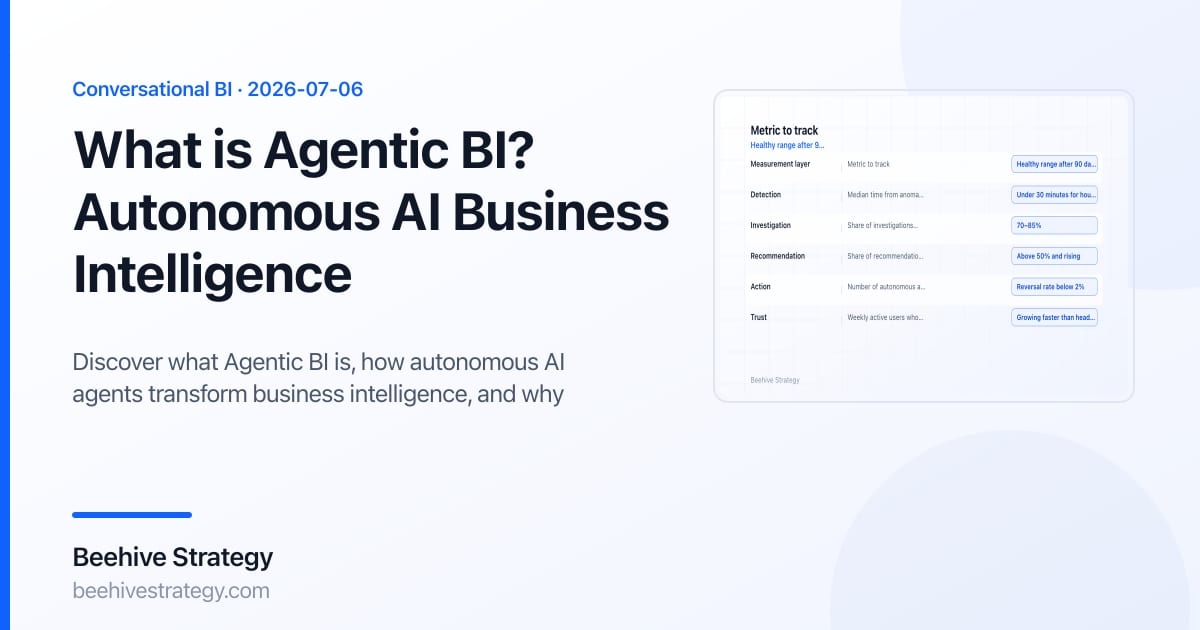 Conversational BI · 2026-07-06
What is Agentic BI?
Autonomous AI Business
Intelligence
Discover what Agentic BI is, how autonomous AI
agents transform business intelligence, and why
Beehive Strategy
beehivestrategy.com
Metric to track
Healthy range after 9...
Measurement layer Metric to track Healthy range after 90 da...
Detection Median time from anoma... Under 30 minutes for hou...
Investigation Share of investigations... 70–85%
Recommendation Share of recommendatio... Above 50% and rising
Action Number of autonomous a... Reversal rate below 2%
Trust Weekly active users who... Growing faster than head...
Beehive Strategy